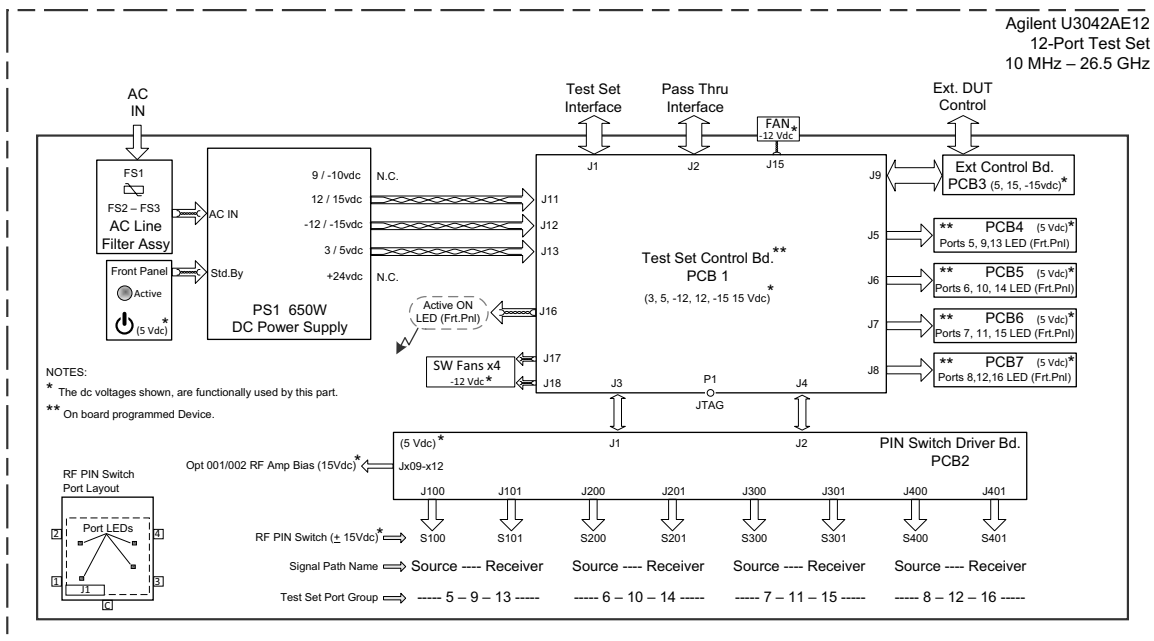 Agilent U3042AE12
12-Port Test Set
10 MHz – 26.5 GHz
AC
IN
Test Set
Interface
Pass Thru
Interface
FAN
-12 Vdc*
Ext. DUT
Control
FS1
FS2 – FS3
AC Line
Filter Assy
Front Panel
Active
(5 Vdc)*
AC IN
Std.By
9 / -10vdc
12 / 15vdc
-12 / -15vdc
3 / 5vdc
+24vdc
PS1 650W
DC Power Supply
N.C.
N.C.
J1
J2
J15
J11
J12
J13
J16
J17
J18
J9
J5
J6
J7
J8
Test Set Control Bd.**
PCB 1
(3, 5, -12, 12, -15 15 Vdc)*
J3
P1
JTAG
J4
Active ON
LED (Frt.Pnl)
SW Fans x4
-12 Vdc*
Ext Control Bd.
PCB3 (5, 15, -15vdc)*
** PCB4 (5 Vdc)*
Ports 5, 9,13 LED (Frt.Pnl)
** PCB5 (5 Vdc)*
Ports 6, 10, 14 LED (Frt.Pnl)
** PCB6 (5 Vdc)*
Ports 7, 11, 15 LED (Frt.Pnl)
** PCB7 (5 Vdc)*
Ports 8,12,16 LED (Frt.Pnl)
NOTES:
* The dc voltages shown, are functionally used by this part.
** On board programmed Device.
(5 Vdc)*
J1
J2
PIN Switch Driver Bd.
PCB2
Opt 001/002 RF Amp Bias (15Vdc)*
Jx09-x12
J100
J101
J200
J201
J300
J301
J400
J401
RF PIN Switch
Port Layout
Port LEDs
2
4
1
3
J1
C
RF PIN Switch (± 15Vdc)*
S100
S101
S200
S201
S300
S301
S400
S401
Signal Path Name
Source ---- Receiver
Source ---- Receiver
Source ---- Receiver
Source ---- Receiver
Test Set Port Group
----- 5 – 9 – 13 -----
----- 6 – 10 – 14 -----
----- 7 – 11 – 15 -----
----- 8 – 12 – 16 -----